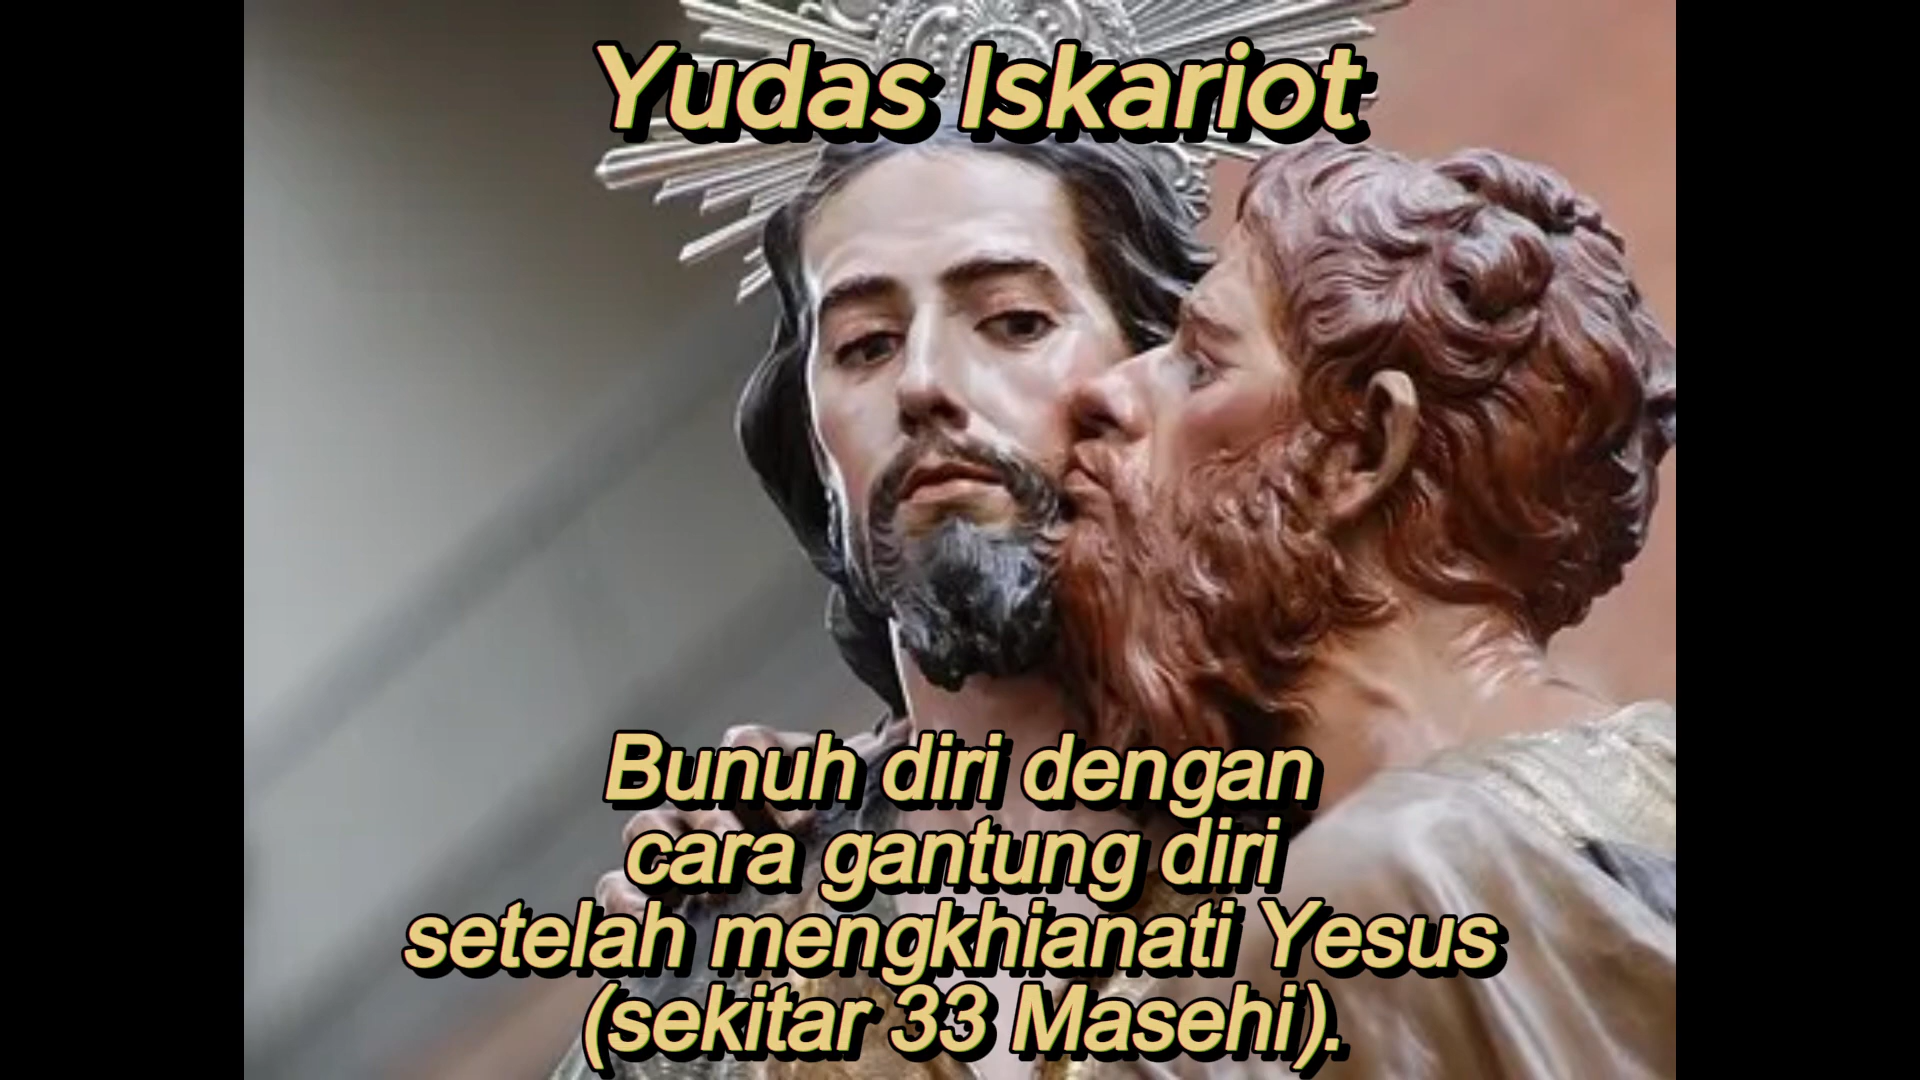 Yudas Iskariot
Bunuh diri dengan
cara gantung diri
setelah mengkhianati Yesus
(sekitar 33 Masehi).